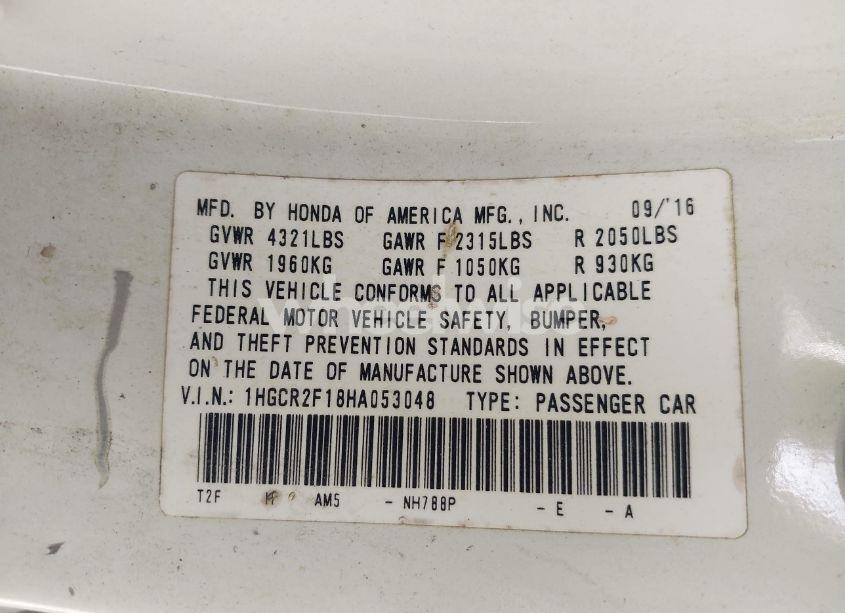 MFD. BY HONDA OF AMERICA MFG., INC. 09/'16
GVWR 4321LBS GAWR F 2315LBS R 2050LBS
GVWR 1960KG GAWR F 1050KG R 930KG
THIS VEHICLE CONFORMS TO ALL APPLICABLE
FEDERAL MOTOR VEHICLE SAFETY, BUMPER,
AND THEFT PREVENTION STANDARDS IN EFFECT
ON THE DATE OF MANUFACTURE SHOWN ABOVE.
V.I.N.: 1HGCR2F18HA053048 TYPE: PASSENGER CAR
T2F AM5 - NH788P - E - A